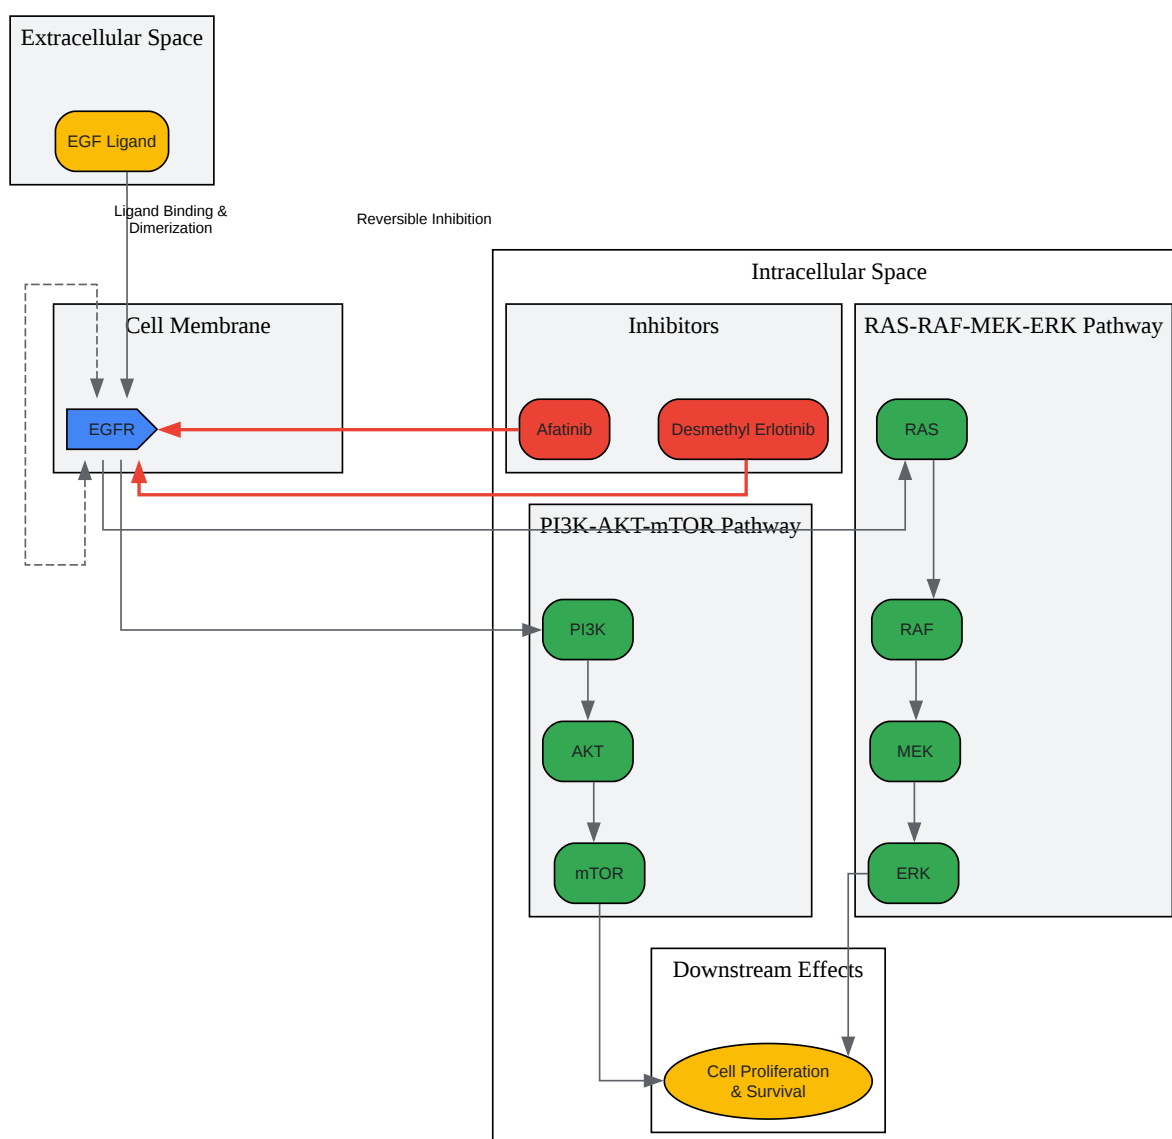 Extracellular Space
EGF Ligand
Ligand Binding &
Dimerization
Reversible Inhibition
Intracellular Space
Cell Membrane
Inhibitors
RAS-RAF-MEK-ERK Pathway
EGFR
Afatinib
Desmethyl Erlotinib
RAS
PI3K-AKT-mTOR Pathway
PI3K
RAF
AKT
MEK
mTOR
ERK
Downstream Effects
Cell Proliferation
& Survival